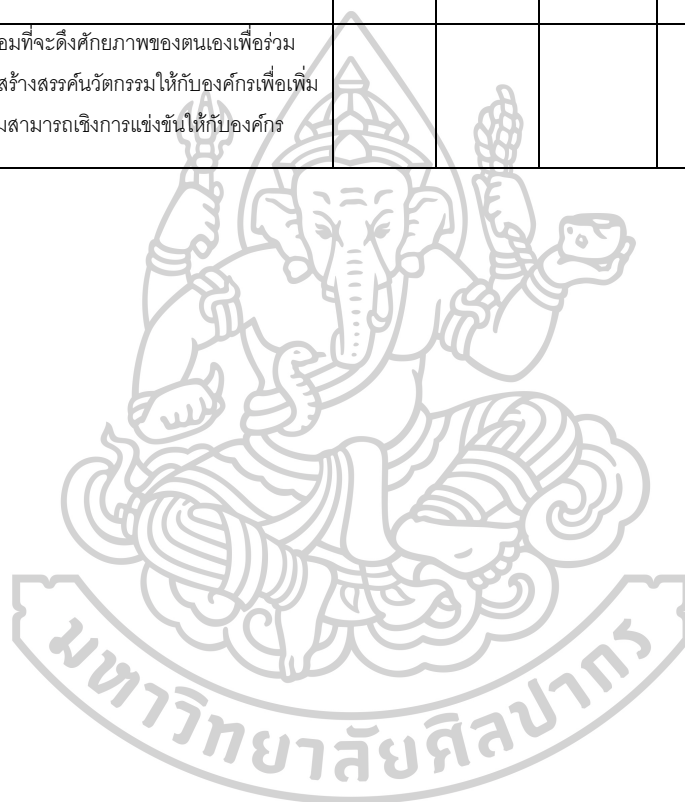 อมที่จะดึงศักยภาพของตนเองเพื่อร่วม
สร้างสรรค์นวัตกรรมให้กับองค์กรเพื่อเพิ่ม
มสามารถเชิงการแข่งขันให้กับองค์กร
มหาวิทยาลัยศิลปากร